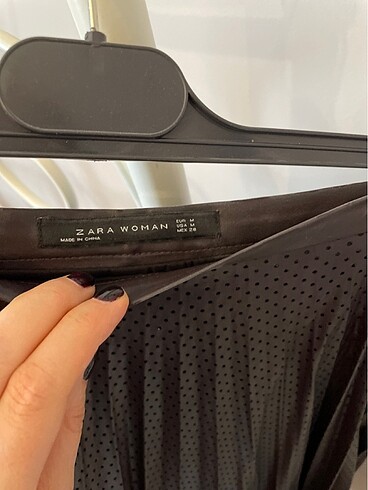 ZARA WOMAN
MADE IN CHINA
EUR M
USA M
MEX 28